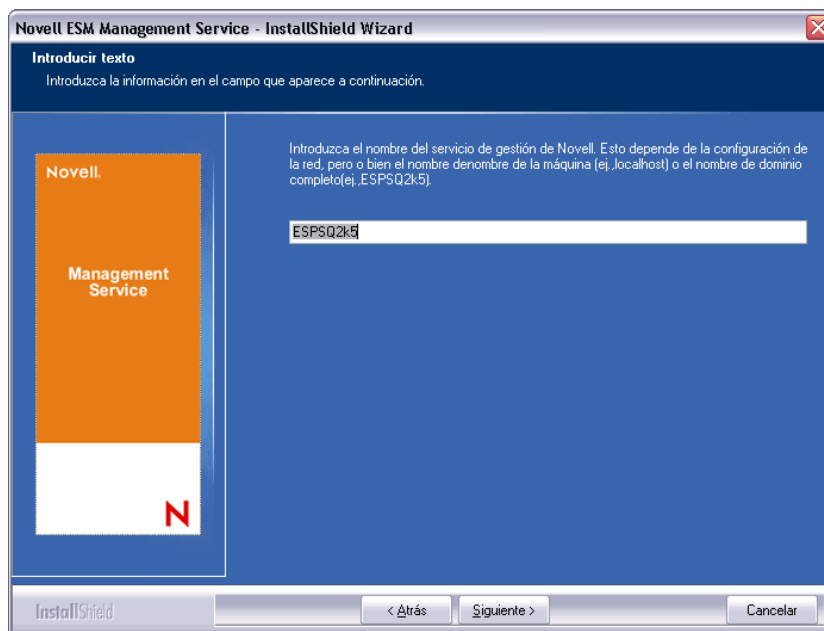 Novell ESM Management Service - InstallShield Wizard
Introducir texto
Introduzca la información en el campo que aparece a continuación.
Introduzca el nombre del servicio de gestión de Novell. Esto depende de la configuración de
la red, pero o bien el nombre denombre de la máquina (ej.,localhost) o el nombre de dominio
completo(ej.,ESPSQ2k5).
ESPSQ2k5
Novell.
Management
Service
N
InstallShield
< Atrás
Siguiente >
Cancelar